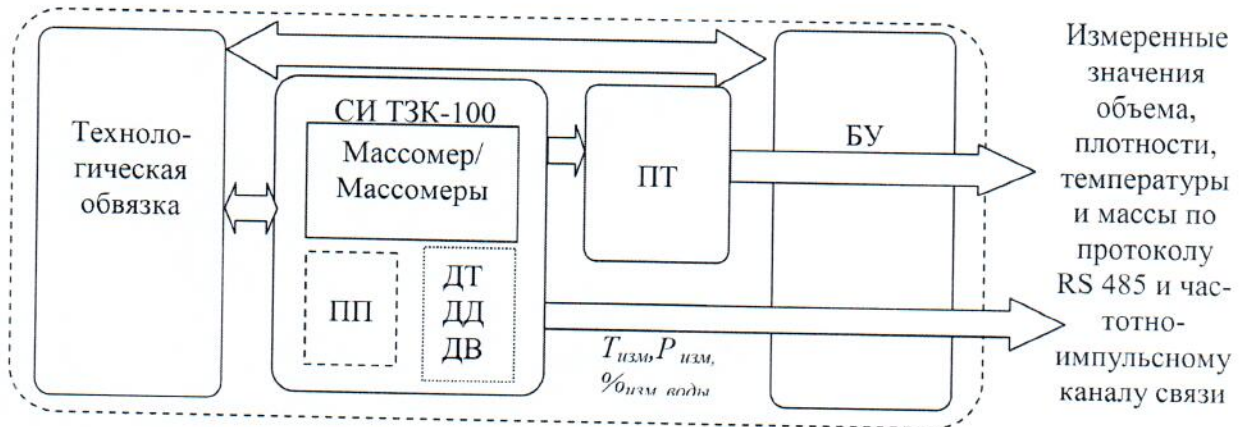 Техноло-
гическая
обвязка
СИ ТЗК-100
Массомер/
Массомеры
ПП
ДТ
ДД
ДВ
ПТ
Tизм,P изм,
%изм воды
БУ
Измеренные
значения
объема,
плотности,
температуры
и массы по
протоколу
RS 485 и час-
тотно-
импульсному
каналу связи